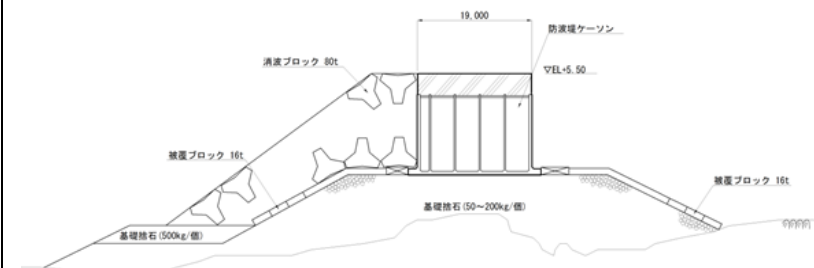 19,000
防波堤ケーソン
消波ブロック 80t
▽EL+5.50
被覆ブロック 16t
被覆ブロック 16t
基礎捨石(50～200kg/個)
基礎捨石(500kg/個)